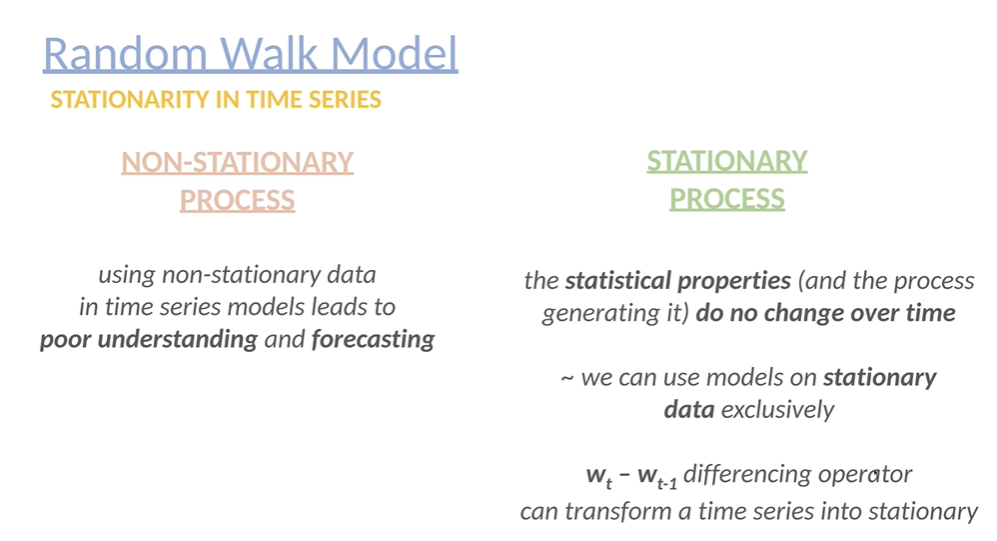 Random Walk Model
STATIONARITY IN TIME SERIES
NON-STATIONARY
PROCESS
using non-stationary data
in time series models leads to
poor understanding and forecasting
STATIONARY
PROCESS
the statistical properties (and the process
generating it) do no change over time
~ we can use models on stationary
data exclusively
wt – wt-1 differencing operator
can transform a time series into stationary